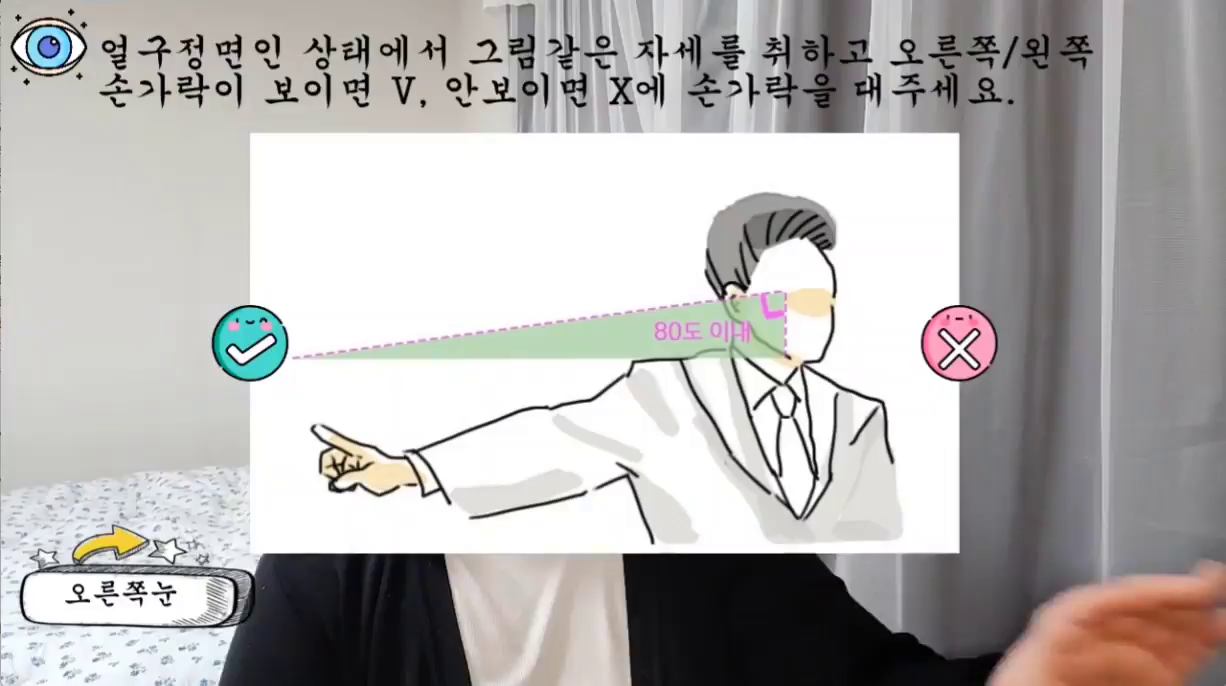 얼구정면인 상태에서 그림같은 자세를 취하고 오른쪽/왼쪽
손가락이 보이면 V, 안보이면 X에 손가락을 대주세요.
80도 이내
오른쪽눈